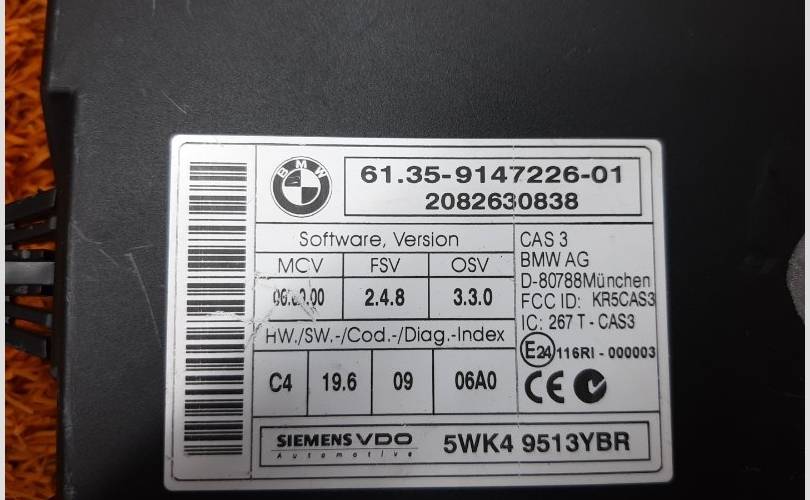 BMW
61.35-9147226-01
2082630838
Software, Version
MCV FSV OSV
2.4.8 3.3.0
HW./SW.-/Cod.-/Diag.-Index
C4 19.6 09 06A0
CAS 3
BMW AG
D-80788München
FCC ID: KR5CAS3
IC: 267 T - CAS3
E24 116RI - 000003
CE
SIEMENS VDO
Automotive
5WK4 9513YBR